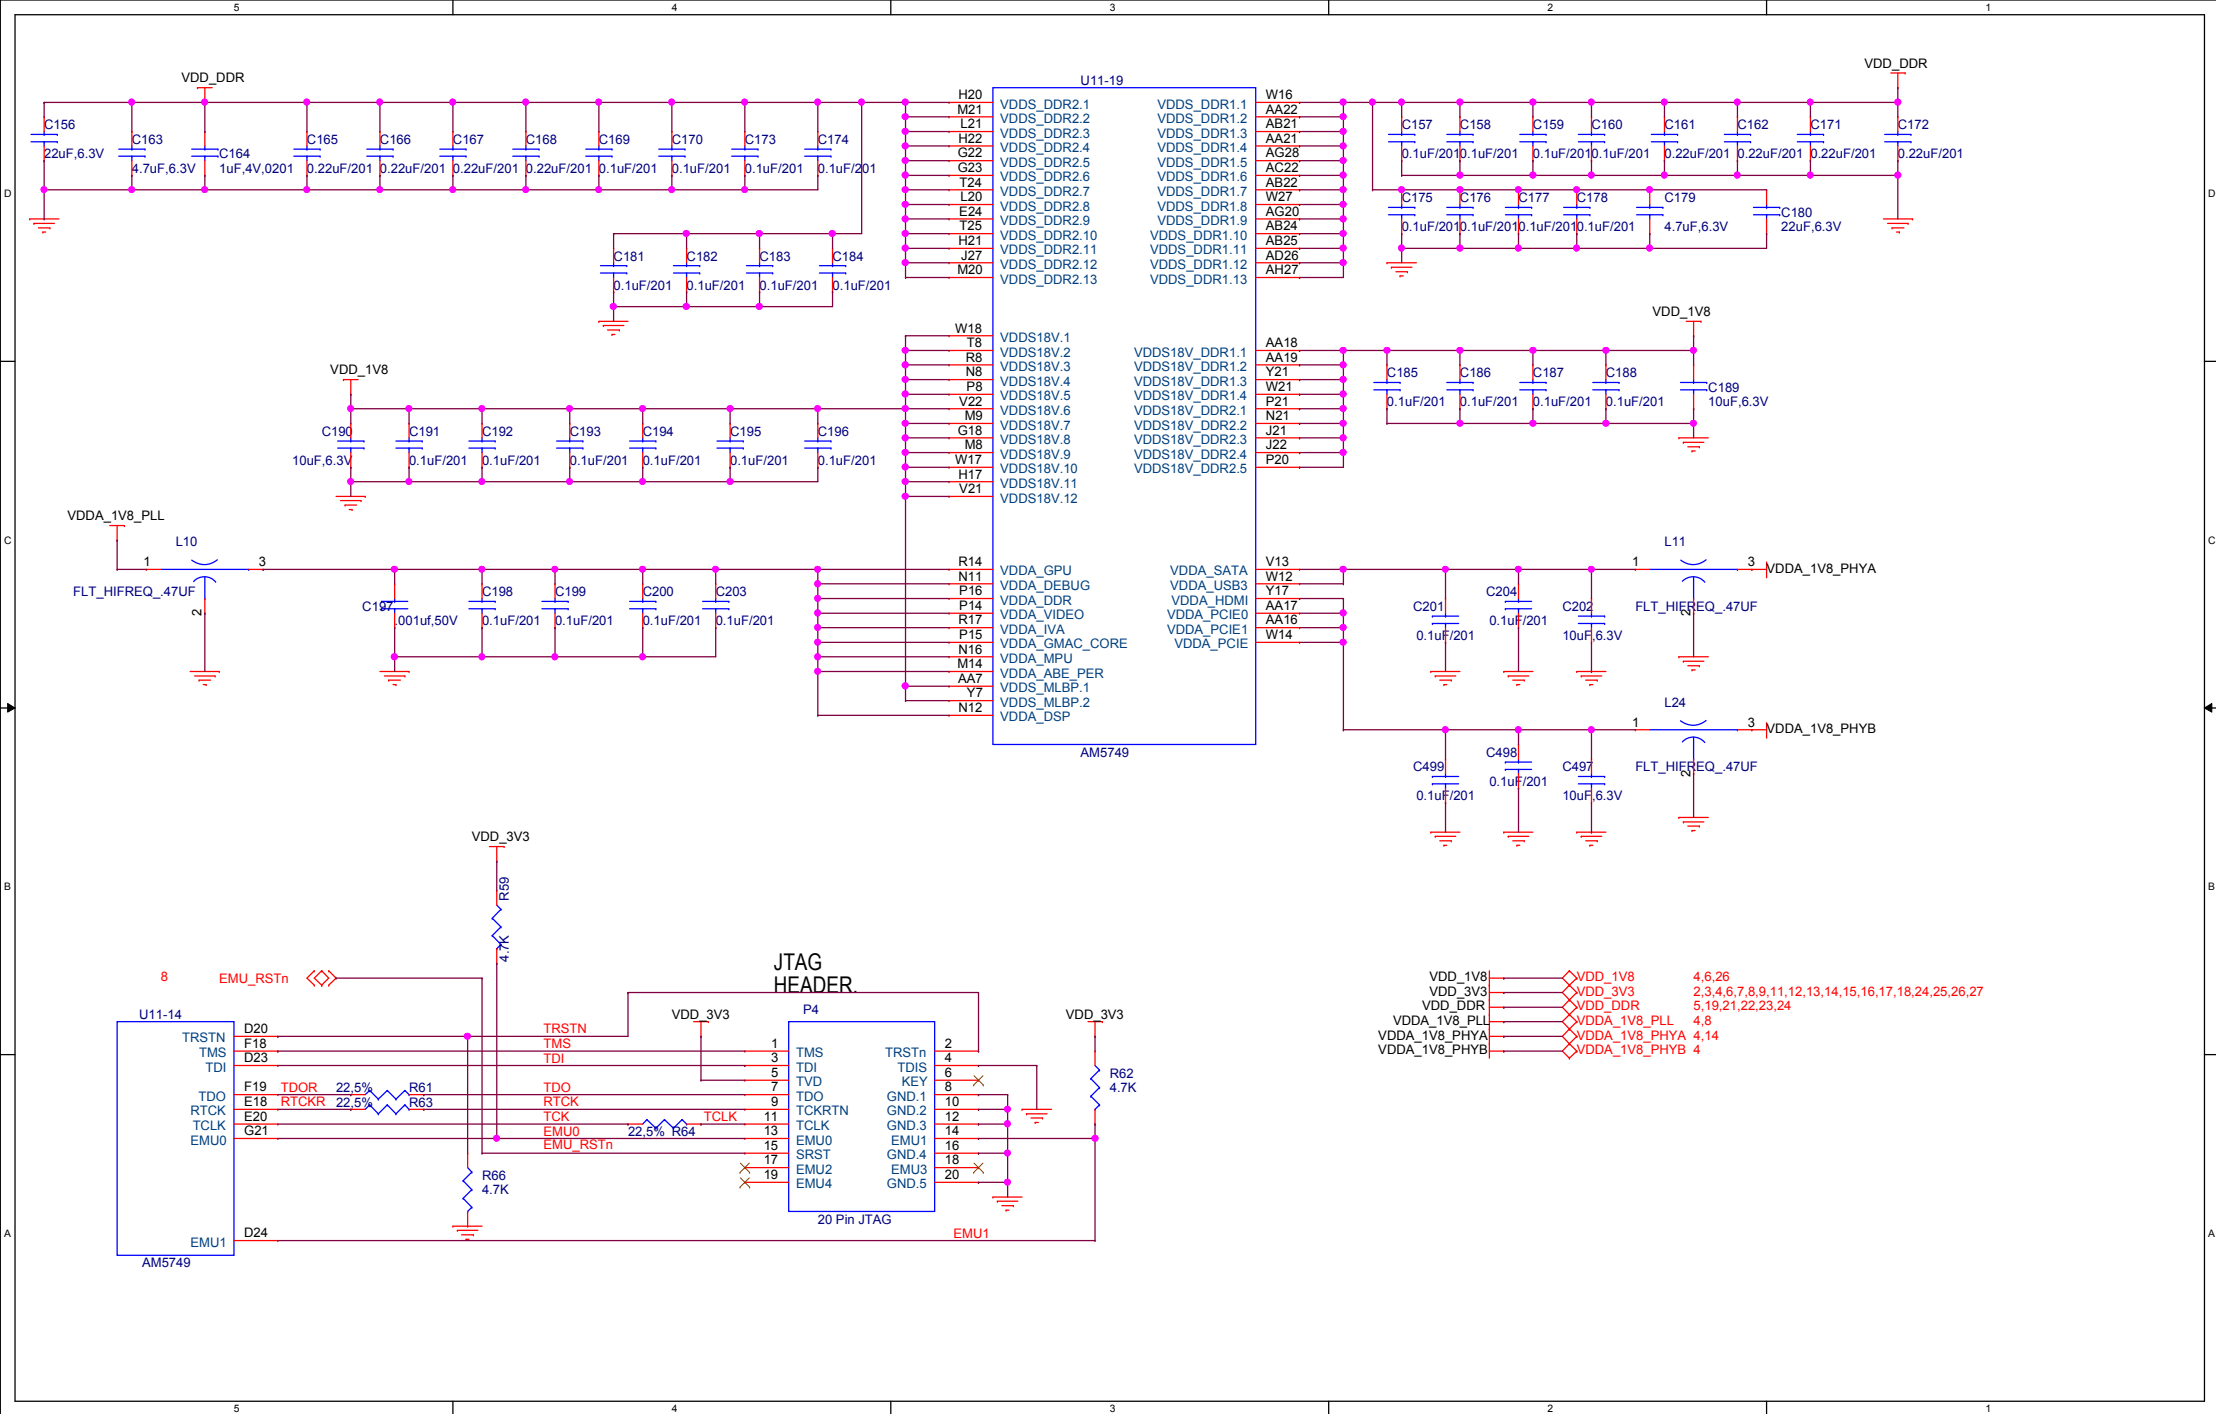 5 4 3 2 1
VDD_DDR
C156
22uF,6.3V
C163
4.7uF,6.3V
C164
1uF,4V,0201
C165
0.22uF/201
C166
0.22uF/201
C167
0.22uF/201
C168
0.22uF/201
C169
0.1uF/201
C170
0.1uF/201
C173
0.1uF/201
C174
0.1uF/201
C181
0.1uF/201
C182
0.1uF/201
C183
0.1uF/201
C184
0.1uF/201
U11-19
H20 VDDS_DDR2.1
M21 VDDS_DDR2.2
L21 VDDS_DDR2.3
H22 VDDS_DDR2.4
G22 VDDS_DDR2.5
G23 VDDS_DDR2.6
T24 VDDS_DDR2.7
L20 VDDS_DDR2.8
E24 VDDS_DDR2.9
T25 VDDS_DDR2.10
H21 VDDS_DDR2.11
J27 VDDS_DDR2.12
M20 VDDS_DDR2.13
VDDS_DDR1.1 W16
VDDS_DDR1.2 AA22
VDDS_DDR1.3 AB21
VDDS_DDR1.4 AA21
VDDS_DDR1.5 AG28
VDDS_DDR1.6 AC22
VDDS_DDR1.7 AB22
VDDS_DDR1.8 W27
VDDS_DDR1.9 AG20
VDDS_DDR1.10 AB24
VDDS_DDR1.11 AB25
VDDS_DDR1.12 AD26
VDDS_DDR1.13 AH27
VDD_DDR
C157
0.1uF/201
C158
0.1uF/201
C159
0.1uF/201
C160
0.1uF/201
C161
0.22uF/201
C162
0.22uF/201
C171
0.22uF/201
C172
0.22uF/201
C175
0.1uF/201
C176
0.1uF/201
C177
0.1uF/201
C178
0.1uF/201
C179
4.7uF,6.3V
C180
22uF,6.3V
D D
VDD_1V8
C190
10uF,6.3V
C191
0.1uF/201
C192
0.1uF/201
C193
0.1uF/201
C194
0.1uF/201
C195
0.1uF/201
C196
0.1uF/201
W18 VDDS18V.1
T8 VDDS18V.2
R8 VDDS18V.3
N8 VDDS18V.4
P8 VDDS18V.5
V22 VDDS18V.6
M9 VDDS18V.7
G18 VDDS18V.8
M8 VDDS18V.9
W17 VDDS18V.10
H17 VDDS18V.11
V21 VDDS18V.12
VDDS18V_DDR1.1 AA18
VDDS18V_DDR1.2 AA19
VDDS18V_DDR1.3 Y21
VDDS18V_DDR1.4 W21
VDDS18V_DDR2.1 P21
VDDS18V_DDR2.2 N21
VDDS18V_DDR2.3 J21
VDDS18V_DDR2.4 J22
VDDS18V_DDR2.5 P20
VDD_1V8
C185
0.1uF/201
C186
0.1uF/201
C187
0.1uF/201
C188
0.1uF/201
C189
10uF,6.3V
C C
VDDA_1V8_PLL
L10
1 3
2
FLT_HIFREQ_.47UF
C197
.001uf,50V
C198
0.1uF/201
C199
0.1uF/201
C200
0.1uF/201
C203
0.1uF/201
R14 VDDA_GPU
N11 VDDA_DEBUG
P16 VDDA_DDR
P14 VDDA_VIDEO
R17 VDDA_IVA
P15 VDDA_GMAC_CORE
N16 VDDA_MPU
M14 VDDA_ABE_PER
AA7 VDDS_MLBP.1
Y7 VDDS_MLBP.2
N12 VDDA_DSP
VDDA_SATA V13
VDDA_USB3 W12
VDDA_HDMI Y17
VDDA_PCIE0 AA17
VDDA_PCIE1 AA16
VDDA_PCIE W14
AM5749
C201
0.1uF/201
C204
0.1uF/201
C202
10uF,6.3V
L11
1 3 VDDA_1V8_PHYA
2
FLT_HIFREQ_.47UF
C499
0.1uF/201
C498
0.1uF/201
C497
10uF,6.3V
L24
1 3 VDDA_1V8_PHYB
2
FLT_HIFREQ_.47UF
B B
VDD_3V3
R59
4.7K
8 EMU_RSTn
U11-14
TRSTN D20 TRSTN
TMS F18 TMS
TDI D23 TDI
TDO F19 TDOR 22,5% R61 TDO
RTCK E18 RTCKR 22,5% R63 RTCK
TCLK E20 TCK 22,5% R64 TCLK
EMU0 G21 EMU0
EMU_RSTn
EMU1 D24 EMU1
AM5749
R66
4.7K
JTAG
HEADER.
VDD_3V3
P4
1 TMS TRSTn 2
3 TDI TDIS 4
5 TVD KEY 6
7 TDO GND.1 8
9 TCKRTN GND.2 10
11 TCLK GND.3 12
13 EMU0 EMU1 14
15 SRST GND.4 16
17 EMU2 EMU3 18
19 EMU4 GND.5 20
20 Pin JTAG
VDD_3V3
R62
4.7K
VDD_1V8 VDD_1V8 4,6,26
VDD_3V3 VDD_3V3 2,3,4,6,7,8,9,11,12,13,14,15,16,17,18,24,25,26,27
VDD_DDR VDD_DDR 5,19,21,22,23,24
VDDA_1V8_PLL VDDA_1V8_PLL 4,8
VDDA_1V8_PHYA VDDA_1V8_PHYA 4,14
VDDA_1V8_PHYB VDDA_1V8_PHYB 4
A A
5 4 3 2 1